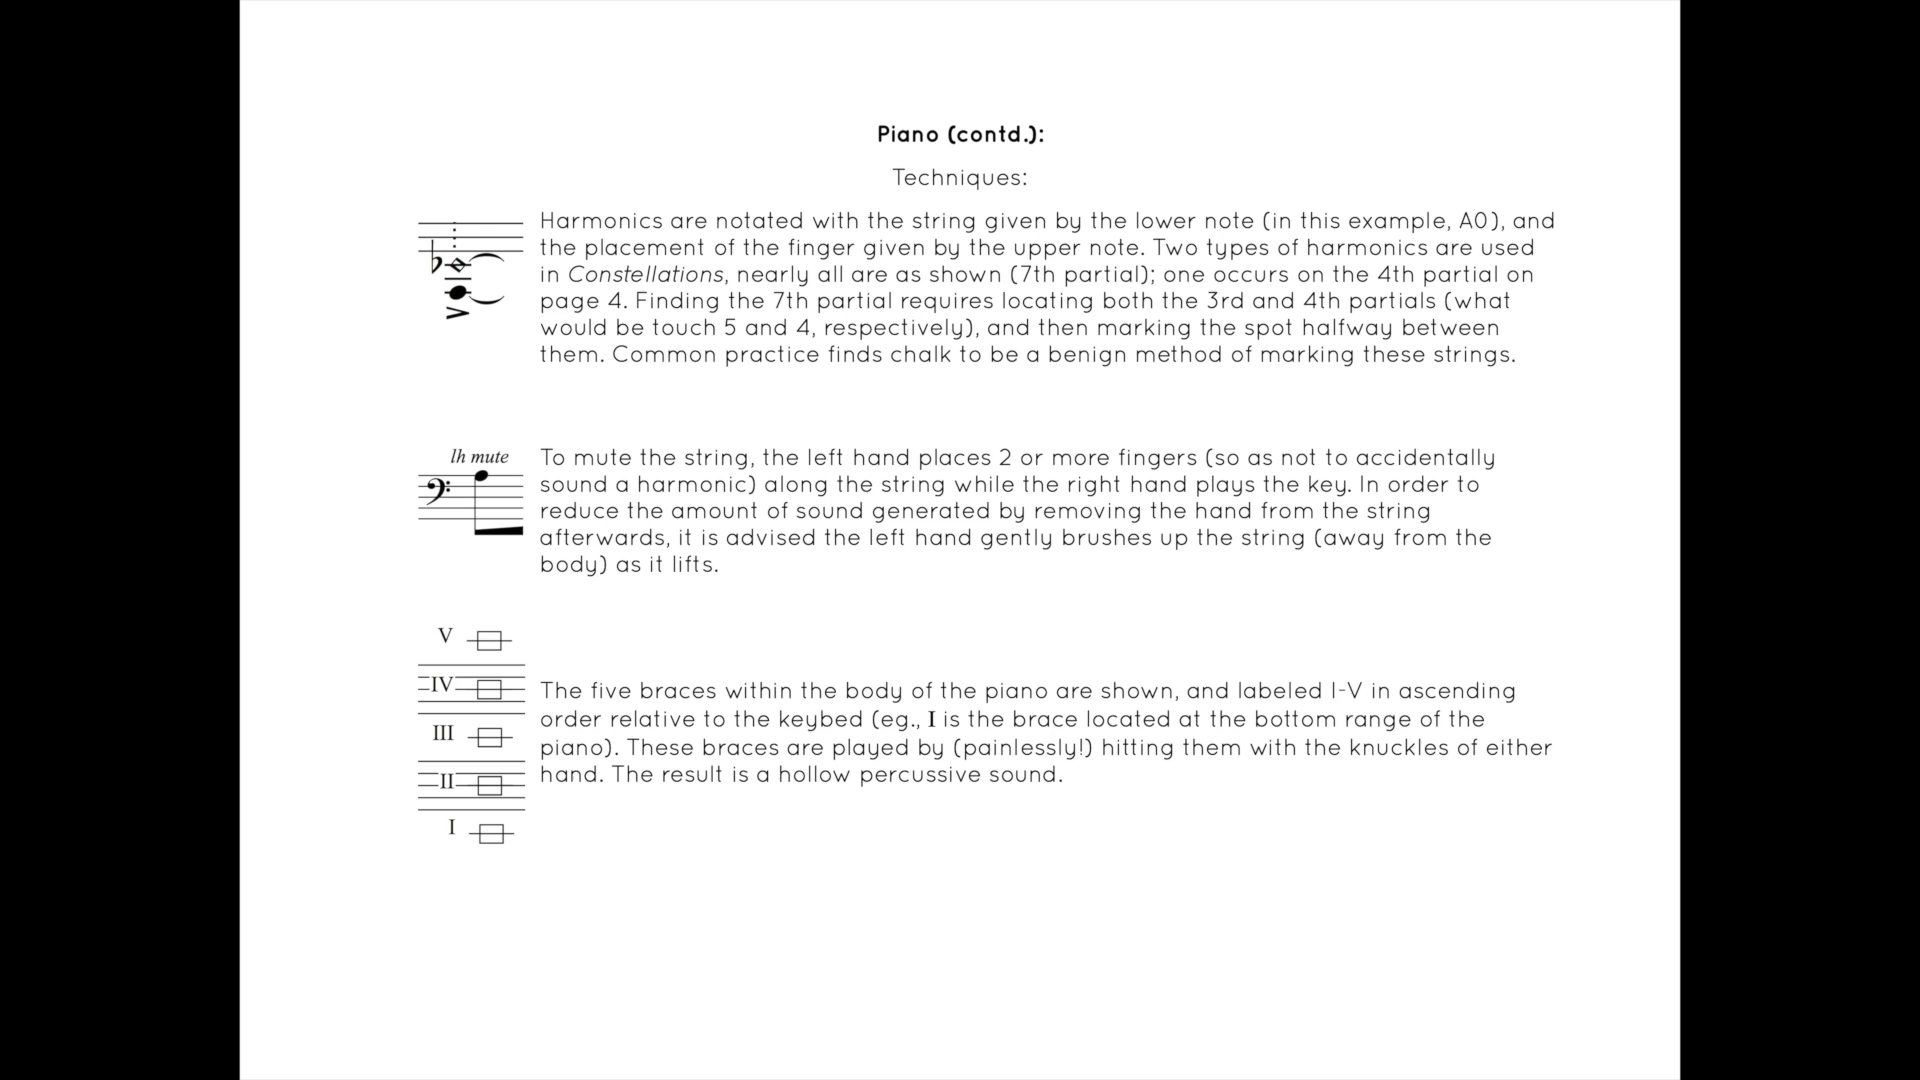 Piano (contd.):
Techniques:
Harmonics are notated with the string given by the lower note (in this example, A0), and
the placement of the finger given by the upper note. Two types of harmonics are used
in Constellations, nearly all are as shown (7th partial); one occurs on the 4th partial on
page 4. Finding the 7th partial requires locating both the 3rd and 4th partials (what
would be touch 5 and 4, respectively), and then marking the spot halfway between
them. Common practice finds chalk to be a benign method of marking these strings.
lh mute
To mute the string, the left hand places 2 or more fingers (so as not to accidentally
sound a harmonic) along the string while the right hand plays the key. In order to
reduce the amount of sound generated by removing the hand from the string
afterwards, it is advised the left hand gently brushes up the string (away from the
body) as it lifts.
V
IV
III
II
I
The five braces within the body of the piano are shown, and labeled I-V in ascending
order relative to the keybed (eg., I is the brace located at the bottom range of the
piano). These braces are played by (painlessly!) hitting them with the knuckles of either
hand. The result is a hollow percussive sound.